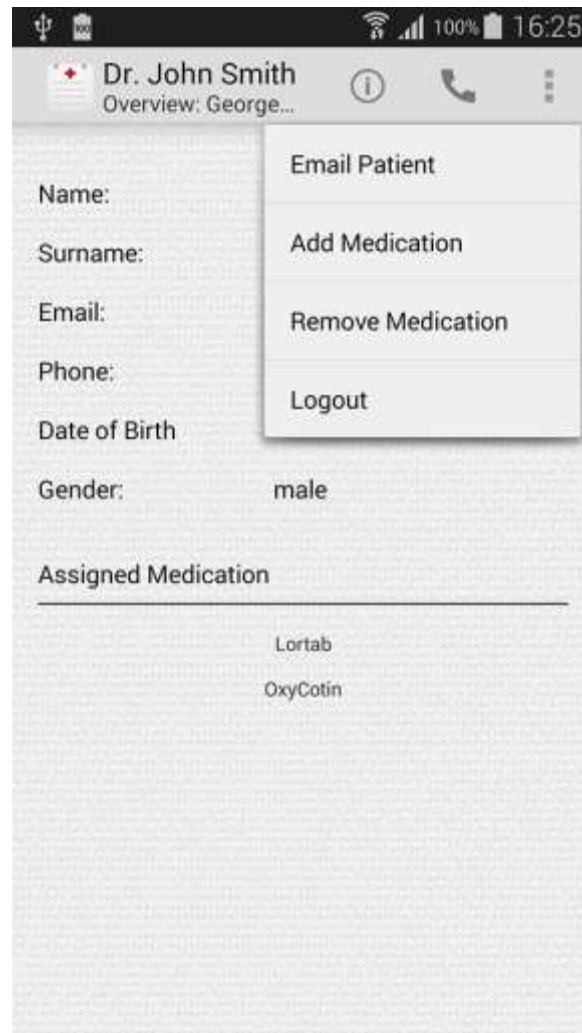 100% 16:25
Dr. John Smith
Overview: George...
Email Patient
Name:
Add Medication
Surname:
Email:
Remove Medication
Phone:
Logout
Date of Birth
Gender: male
Assigned Medication
Lortab
OxyCotin